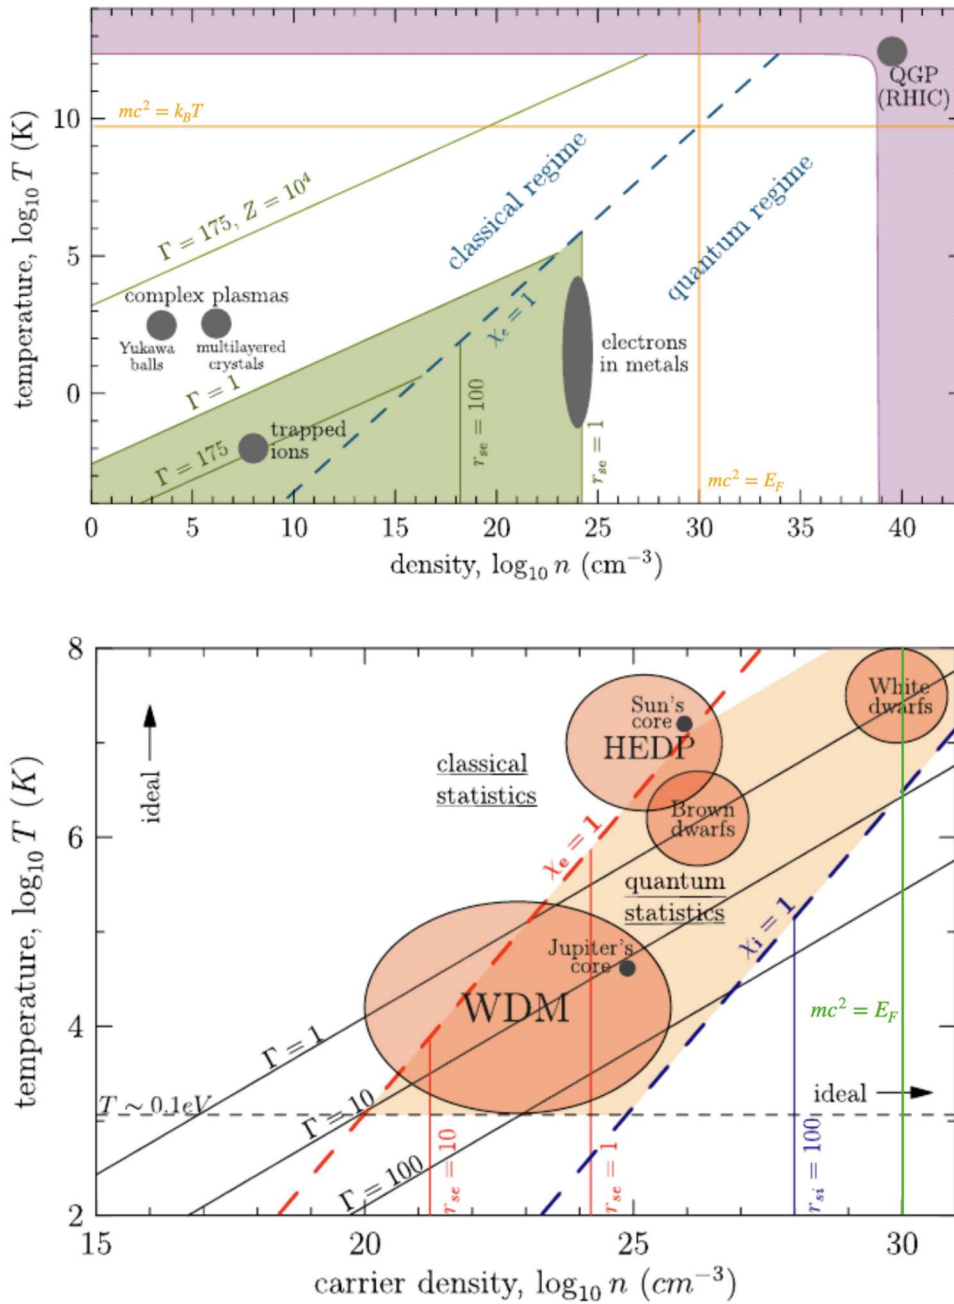 temperature, log₁₀ T (K)
10
5
0
mc² = k_BT
Γ = 175, Z = 10⁴
classical regime
quantum regime
QGP
(RHIC)
complex plasmas
Yukawa
balls
multilayered
crystals
Γ = 1
Γ = 175
trapped
ions
χₑ = 1
r_se = 100
r_se = 1
electrons
in metals
mc² = E_F
0 5 10 15 20 25 30 35 40
density, log₁₀ n (cm⁻³)
temperature, log₁₀ T (K)
8
6
4
2
ideal
classical
statistics
Sun's
core
HEDP
White
dwarfs
Brown
dwarfs
χₑ = 1
quantum
statistics
χᵢ = 1
Jupiter's
core
WDM
mc² = E_F
Γ = 1
Γ = 10
Γ = 100
T ∼ 0.1eV
ideal
r_se = 10
r_se = 1
r_si = 100
15 20 25 30
carrier density, log₁₀ n (cm⁻³)